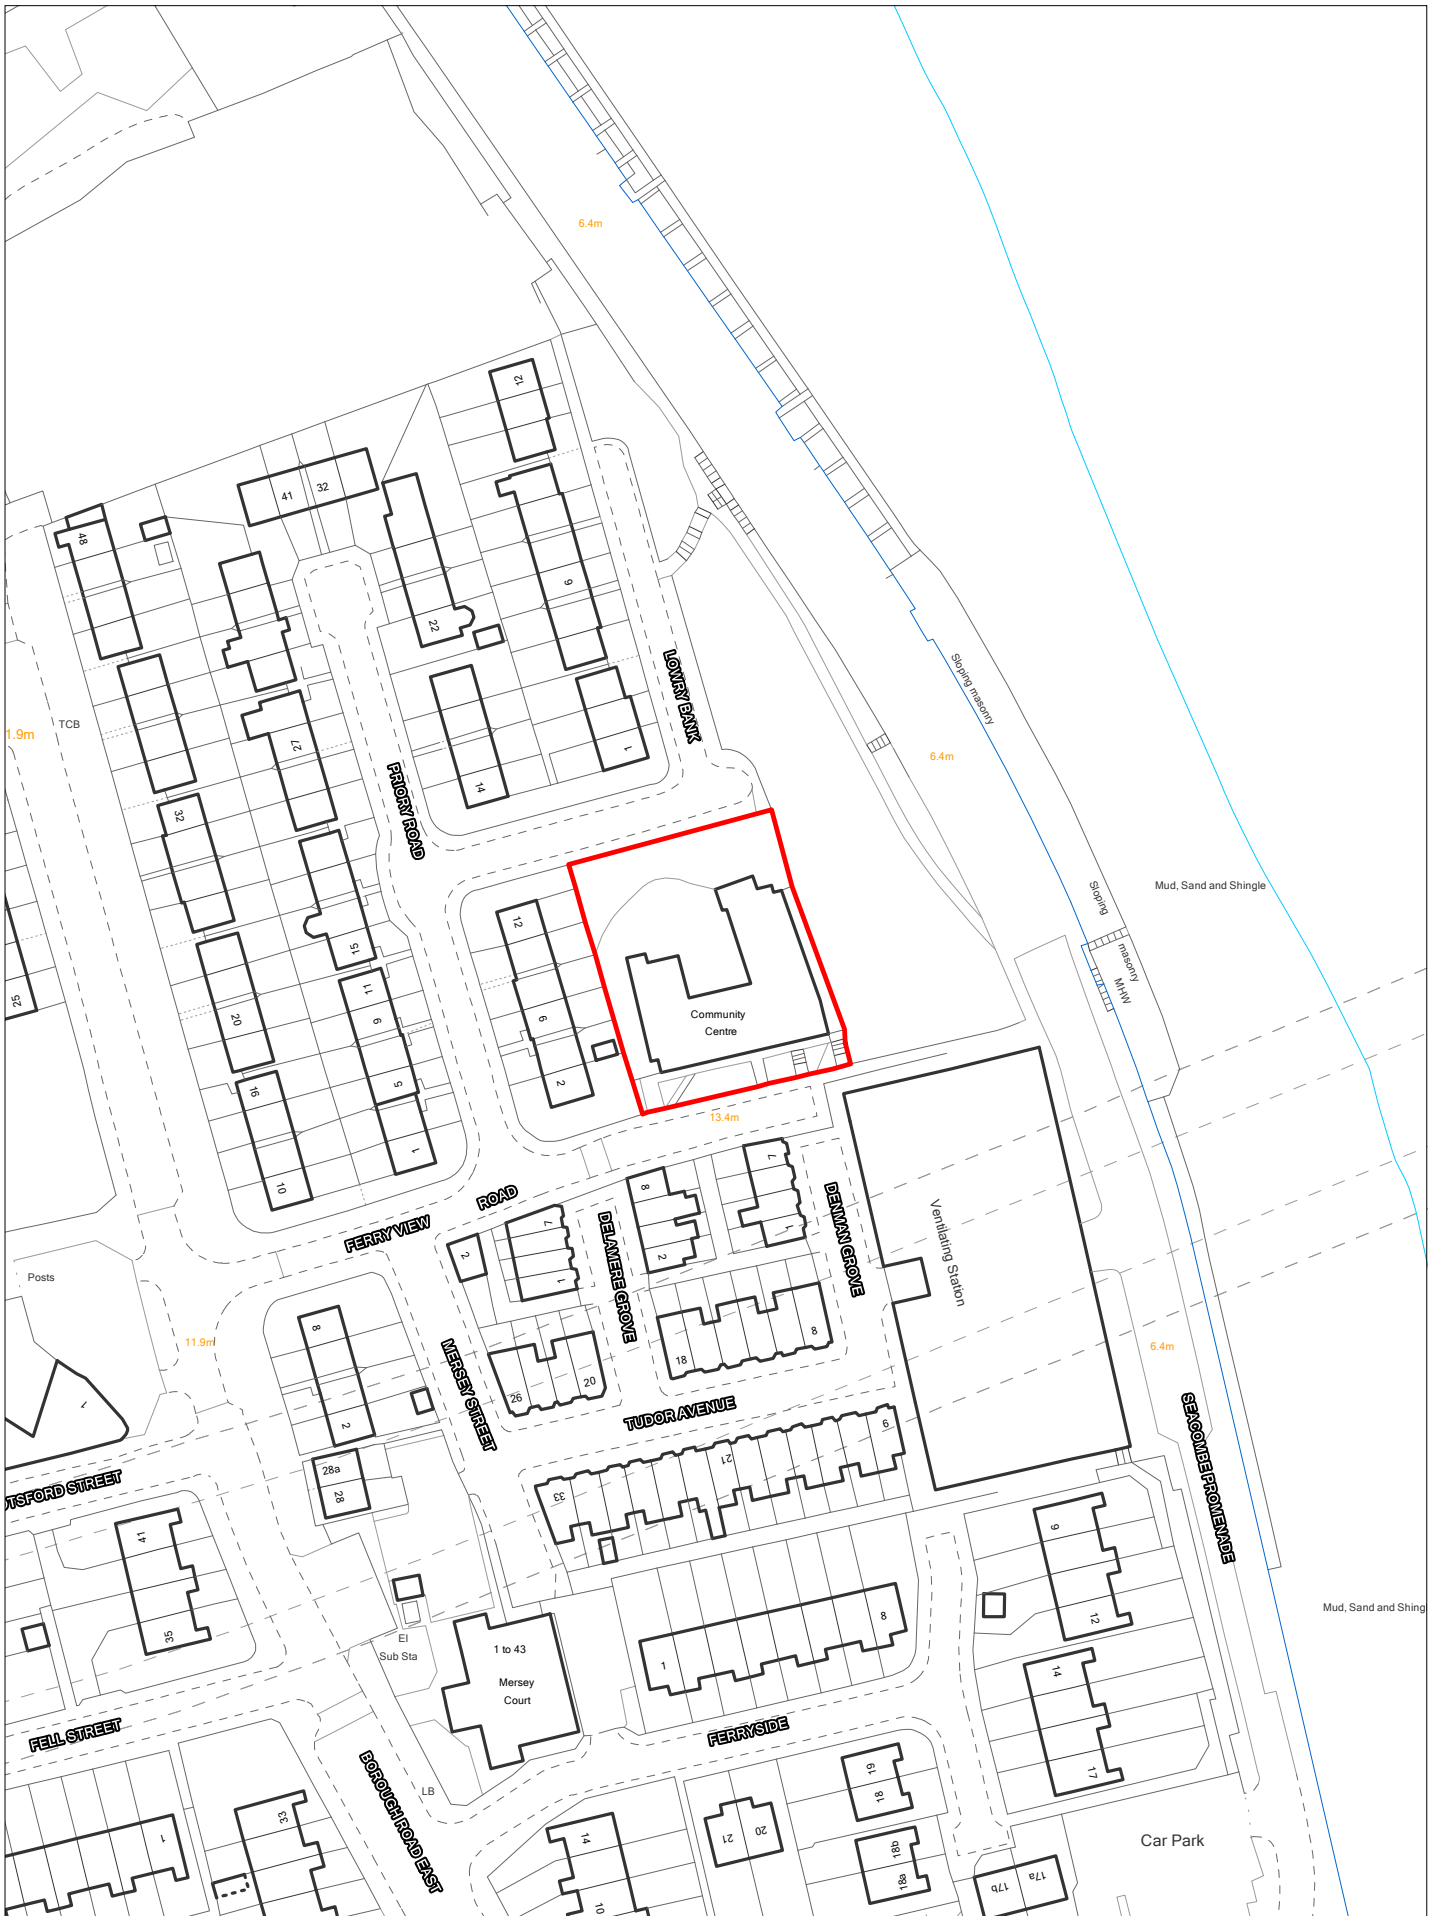 6.4m
12
41
32
48
9
22
LOWRY BANK
Sloping masonry
TCB
1.9m
27
1
6.4m
14
PRIORY ROAD
32
Sloping
masonry
MHW
Mud, Sand and Shingle
12
15
25
11
9
20
6
Community
Centre
5
16
2
13.4m
1
10
7
8
ROAD
FERRY VIEW
7
2
1
DELAMERE GROVE
2
1
DENMAN GROVE
Ventilating Station
Posts
8
11.9m
MERSEY STREET
18
8
6.4m
26
20
1
2
TUDOR AVENUE
SEACOMBE PROMENADE
9
21
33
28a
28
OTSFORD STREET
41
35
9
12
Mud, Sand and Shing
El
Sub Sta
1 to 43
Mersey
Court
1
8
14
17
FELL STREET
FERRYSIDE
BOROUGH ROAD EAST
LB
19
18
33
1
14
10
21
20
18b
18a
Car Park
17b
17a